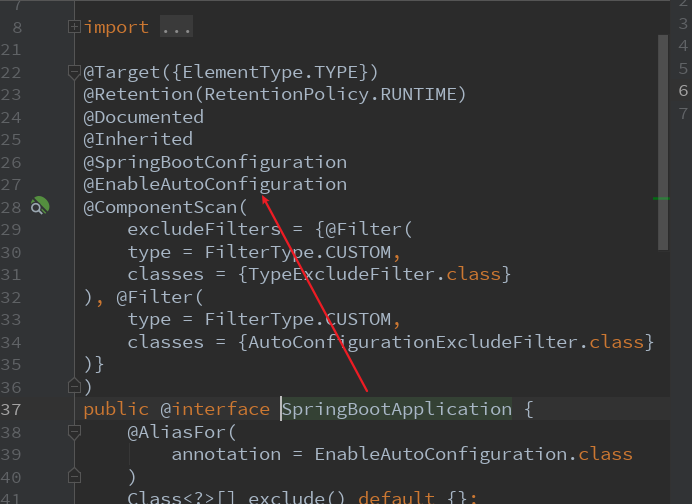 7
8 import ...
21
22 @Target({ElementType.TYPE})
23 @Retention(RetentionPolicy.RUNTIME)
24 @Documented
25 @Inherited
26 @SpringBootConfiguration
27 @EnableAutoConfiguration
28 @ComponentScan(
29 excludeFilters = {@Filter(
30 type = FilterType.CUSTOM,
31 classes = {TypeExcludeFilter.class}
32 ), @Filter(
33 type = FilterType.CUSTOM,
34 classes = {AutoConfigurationExcludeFilter.class}
35 )}
36 )
37 public @interface SpringBootApplication {
38 @AliasFor(
39 annotation = EnableAutoConfiguration.class
40 )
41 Class<?>[] exclude() default {};
2
3
4
5
6
7